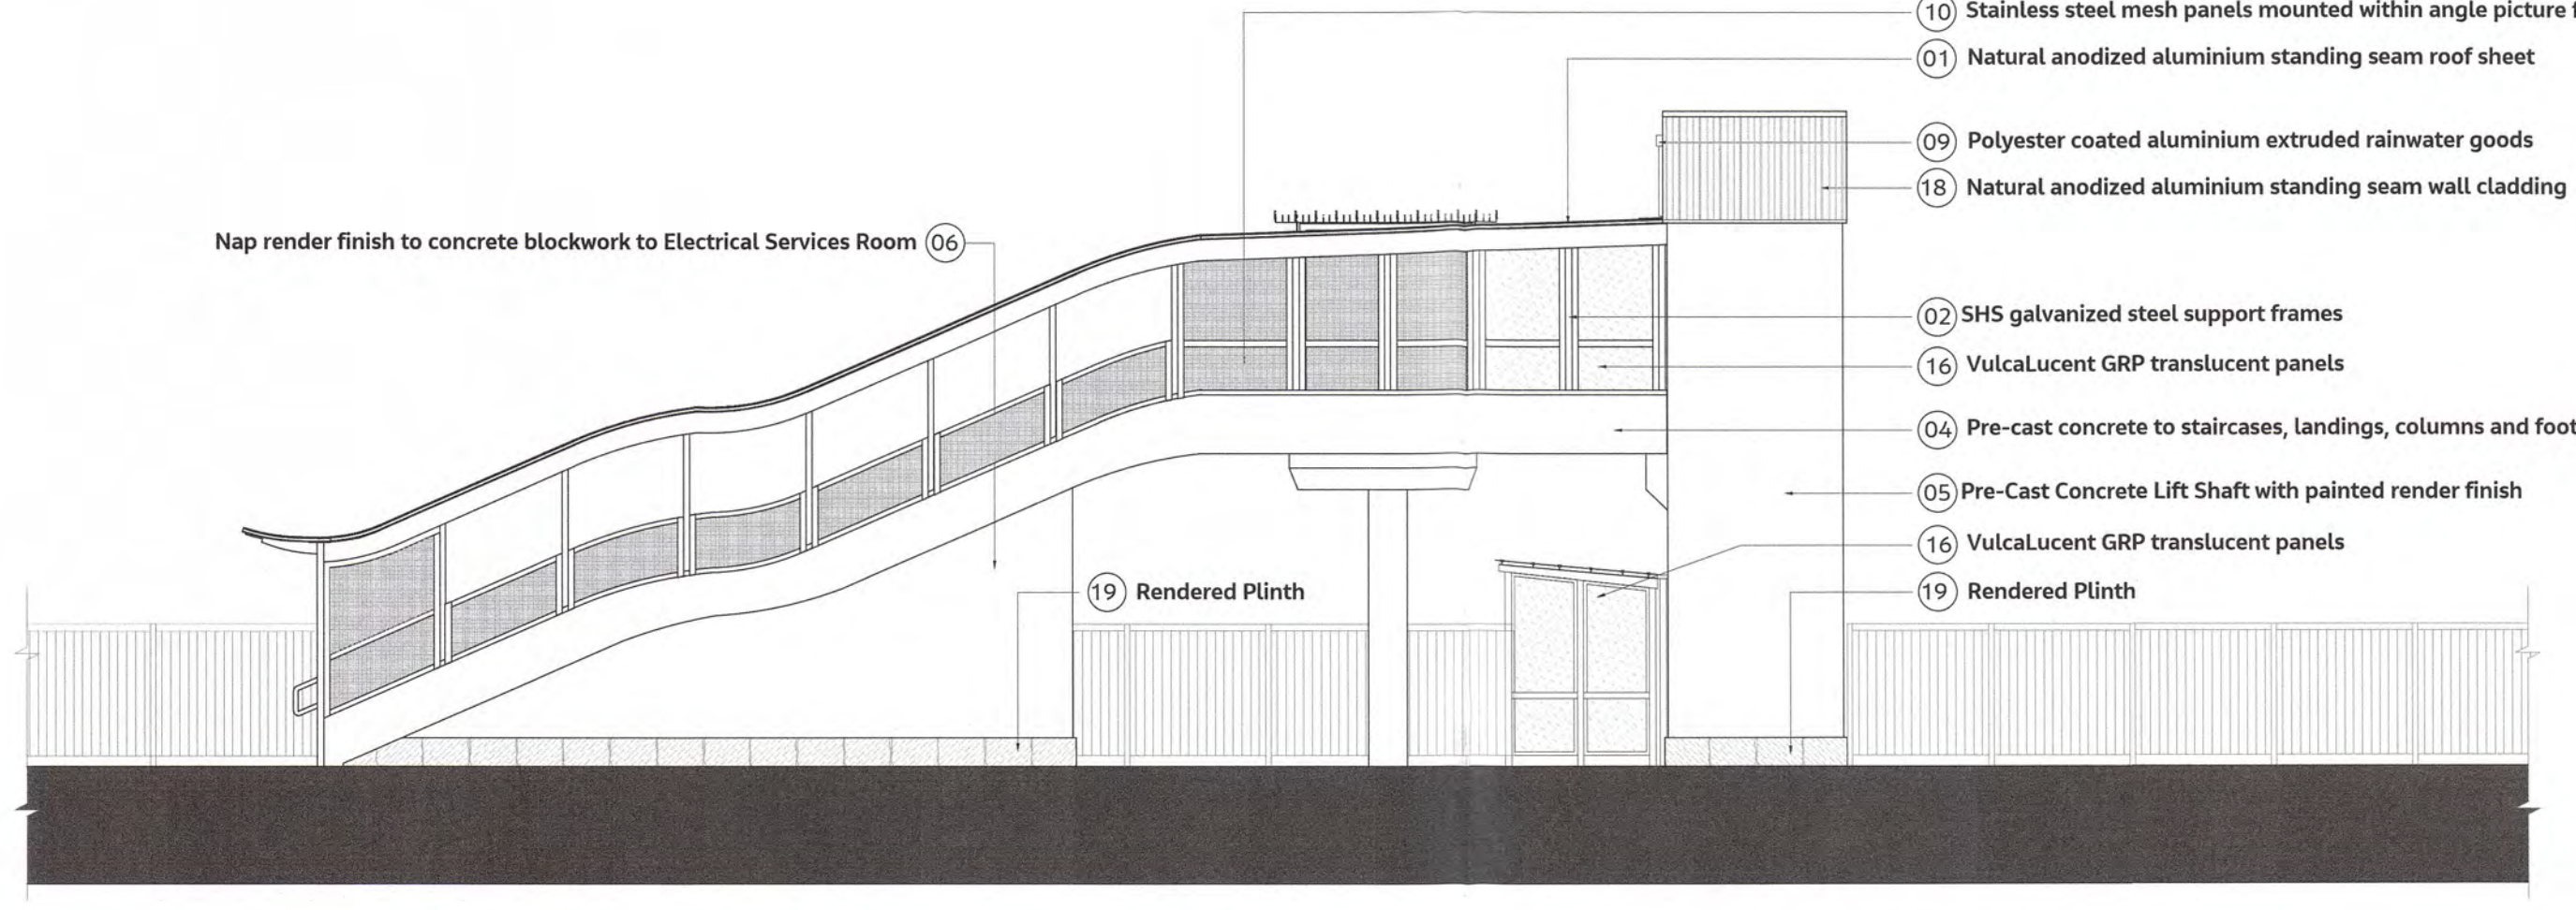 10 Stainless steel mesh panels mounted within angle picture
01 Natural anodized aluminium standing seam roof sheet
09 Polyester coated aluminium extruded rainwater goods
18 Natural anodized aluminium standing seam wall cladding
Nap render finish to concrete blockwork to Electrical Services Room 06
02 SHS galvanized steel support frames
16 VulcaLucent GRP translucent panels
04 Pre-cast concrete to staircases, landings, columns and foot
05 Pre-Cast Concrete Lift Shaft with painted render finish
16 VulcaLucent GRP translucent panels
19 Rendered Plinth
19 Rendered Plinth